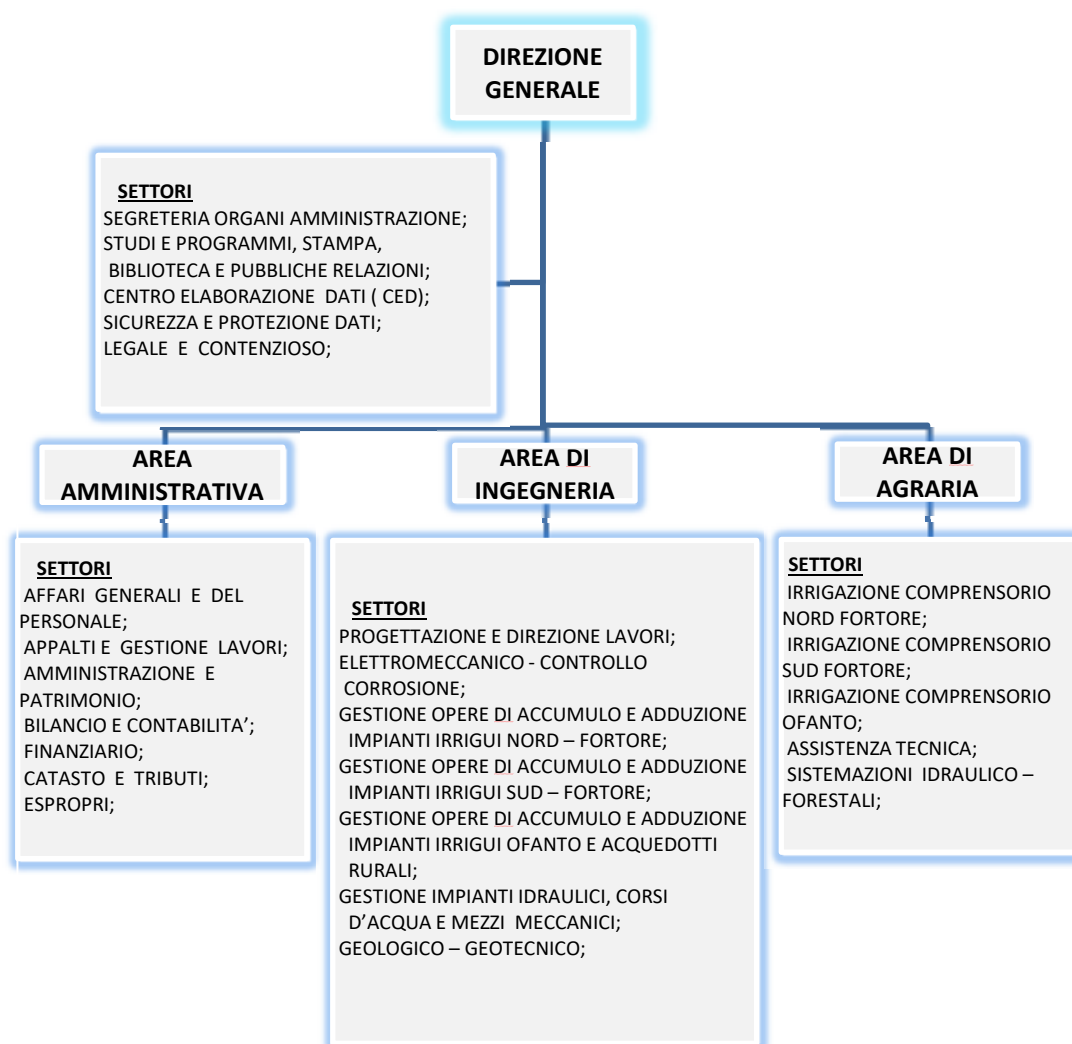 DIREZIONE
GENERALE
SETTORI
SEGRETERIA ORGANI AMMINISTRAZIONE;
STUDI E PROGRAMMI, STAMPA,
BIBLIOTECA E PUBBLICHE RELAZIONI;
CENTRO ELABORAZIONE DATI ( CED);
SICUREZZA E PROTEZIONE DATI;
LEGALE E CONTENZIOSO;
AREA
AMMINISTRATIVA
SETTORI
AFFARI GENERALI E DEL
PERSONALE;
APPALTI E GESTIONE LAVORI;
AMMINISTRAZIONE E
PATRIMONIO;
BILANCIO E CONTABILITA’;
FINANZIARIO;
CATASTO E TRIBUTI;
ESPROPRI;
AREA DI
INGEGNERIA
SETTORI
PROGETTAZIONE E DIREZIONE LAVORI;
ELETTROMECCANICO - CONTROLLO
CORROSIONE;
GESTIONE OPERE DI ACCUMULO E ADDUZIONE
IMPIANTI IRRIGUI NORD – FORTORE;
GESTIONE OPERE DI ACCUMULO E ADDUZIONE
IMPIANTI IRRIGUI SUD – FORTORE;
GESTIONE OPERE DI ACCUMULO E ADDUZIONE
IMPIANTI IRRIGUI OFANTO E ACQUEDOTTI
RURALI;
GESTIONE IMPIANTI IDRAULICI, CORSI
D’ACQUA E MEZZI MECCANICI;
GEOLOGICO – GEOTECNICO;
AREA DI
AGRARIA
SETTORI
IRRIGAZIONE COMPRENSORIO
NORD FORTORE;
IRRIGAZIONE COMPRENSORIO
SUD FORTORE;
IRRIGAZIONE COMPRENSORIO
OFANTO;
ASSISTENZA TECNICA;
SISTEMAZIONI IDRAULICO –
FORESTALI;